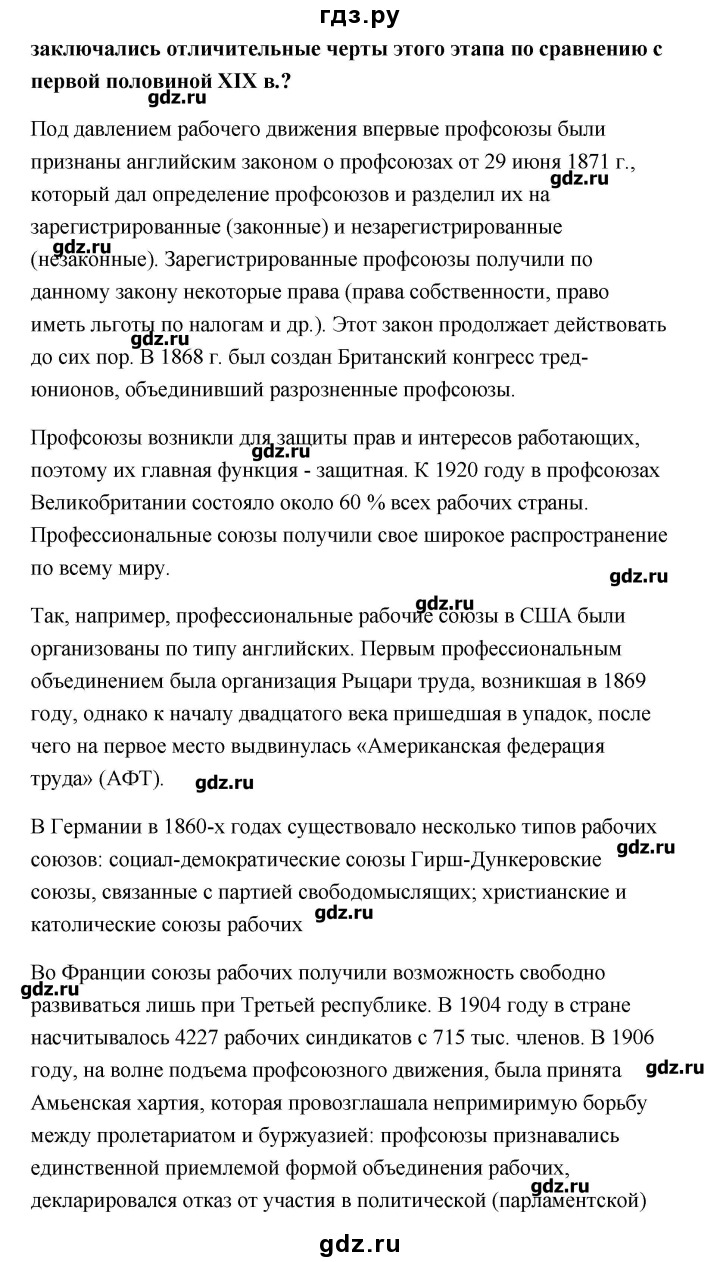 гдз.ру
заключались отличительные черты этого этапа по сравнению с
первой половиной XIX в.?
gdz.ru
Под давлением рабочего движения впервые профсоюзы были
признаны английским законом о профсоюзах от 29 июня 1871 г.,
gdz.ru
который дал определение профсоюзов и разделил их на
зарегистрированные (законные) и незарегистрированные
gdz.ru
(незаконные). Зарегистрированные профсоюзы получили по
данному закону некоторые права (права собственности, право
иметь льготы по налогам и др.). Этот закон продолжает действовать
gdz.ru
до сих пор. В 1868 г. был создан Британский конгресс тред-
юнионов, объединивший разрозненные профсоюзы.
Профсоюзы возникли для защиты прав и интересов работающих,
gdz.ru
поэтому их главная функция - защитная. К 1920 году в профсоюзах
Великобритании состояло около 60 % всех рабочих страны.
Профессиональные союзы получили свое широкое распространение
по всему миру.
gdz.ru
gdz.ru
Так, например, профессиональные рабочие союзы в США были
организованы по типу английских. Первым профессиональным
объединением была организация Рыцари труда, возникшая в 1869
году, однако к началу двадцатого века пришедшая в упадок, после
чего на первое место выдвинулась «Американская федерация
труда» (АФТ).
gdz.ru
В Германии в 1860-х годах существовало несколько типов рабочих
gdz.ru
союзов: социал-демократические союзы Гирш-Дункеровские
союзы, связанные с партией свободомыслящих; христианские и
gdz.ru
католические союзы рабочих
Во Франции союзы рабочих получили возможность свободно
gdz.ru
развиваться лишь при Третьей республике. В 1904 году в стране
насчитывалось 4227 рабочих синдикатов с 715 тыс. членов. В 1906
gdz.ru
году, на волне подъема профсоюзного движения, была принята
Амьенская хартия, которая провозглашала непримиримую борьбу
между пролетариатом и буржуазией: профсоюзы признавались
единственной приемлемой формой объединения рабочих,
gdz.ru
декларировался отказ от участия в политической (парламентской)
gdz.ru